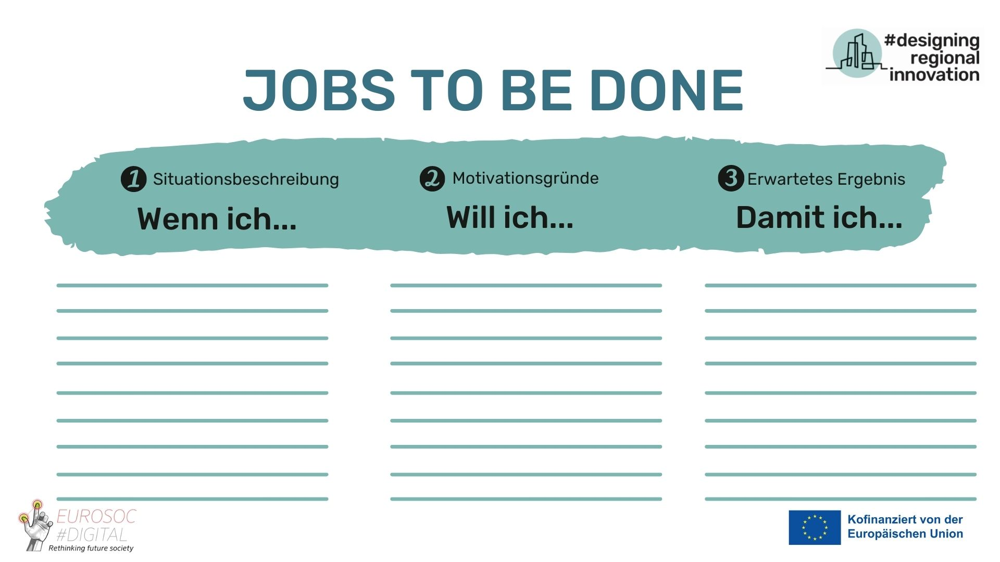 #designing
regional
innovation
JOBS TO BE DONE
1 Situationsbeschreibung
Wenn ich...
2 Motivationsgründe
Will ich...
3 Erwartetes Ergebnis
Damit ich...
EUROSOC
#DIGITAL
Rethinking future society
Kofinanziert von der
Europäischen Union